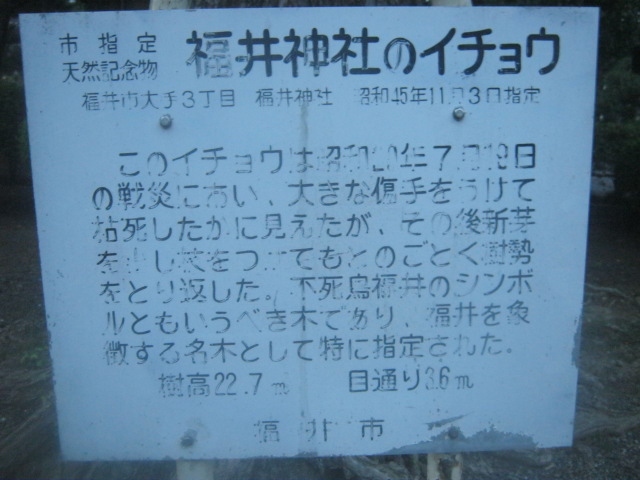 市指定
天然記念物
福井神社のイチョウ
福井市大手3丁目 福井神社 昭和45年11月3日指定
このイチョウは昭和20年7月19日
の戦災にあい、大きな傷手をうけて
枯死したかに見えたが、その後新芽
を出し枝をつけてもとのごとく樹勢
をとり返した。不死鳥福井のシンボ
ルともいうべき木であり、福井を象
徴する名木として特に指定された。
樹高22.7m 目通り3.6m
福井市